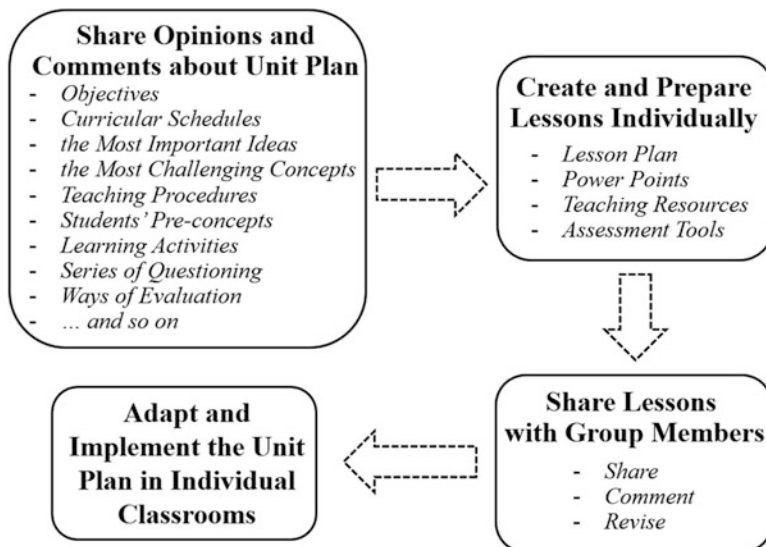 Share Opinions and
Comments about Unit Plan
- Objectives
- Curricular Schedules
- the Most Important Ideas
- the Most Challenging Concepts
- Teaching Procedures
- Students' Pre-concepts
- Learning Activities
- Series of Questioning
- Ways of Evaluation
- ... and so on
Create and Prepare
Lessons Individually
- Lesson Plan
- Power Points
- Teaching Resources
- Assessment Tools
Share Lessons
with Group Members
- Share
- Comment
- Revise
Adapt and
Implement the Unit
Plan in Individual
Classrooms